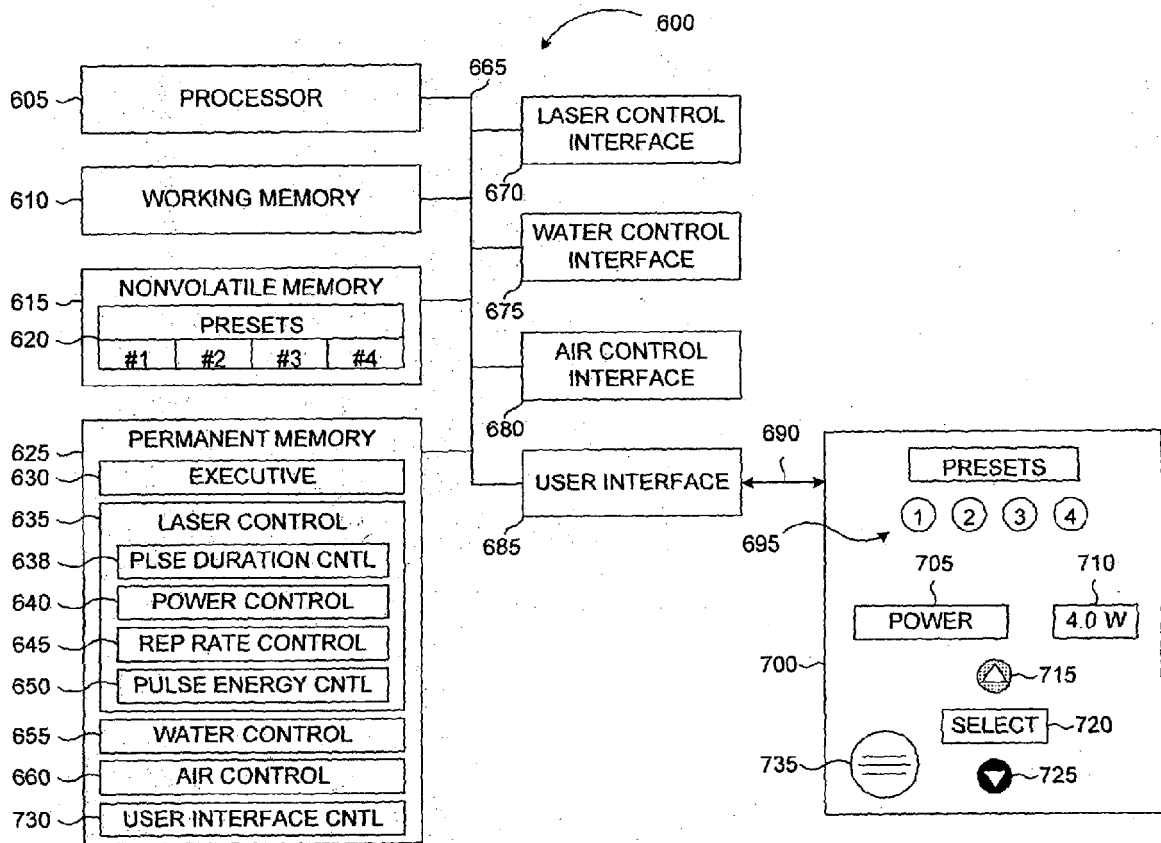 600
605
PROCESSOR
665
LASER CONTROL
INTERFACE
670
610
WORKING MEMORY
WATER CONTROL
INTERFACE
675
615
NONVOLATILE MEMORY
620
PRESETS
#1 #2 #3 #4
AIR CONTROL
INTERFACE
680
625
PERMANENT MEMORY
630
EXECUTIVE
635
LASER CONTROL
638
PLSE DURATION CNTL
640
POWER CONTROL
645
REP RATE CONTROL
650
PULSE ENERGY CNTL
655
WATER CONTROL
660
AIR CONTROL
730
USER INTERFACE CNTL
USER INTERFACE
685
690
PRESETS
1 2 3 4
695
705
710
POWER
4.0 W
700
715
SELECT
720
735
725